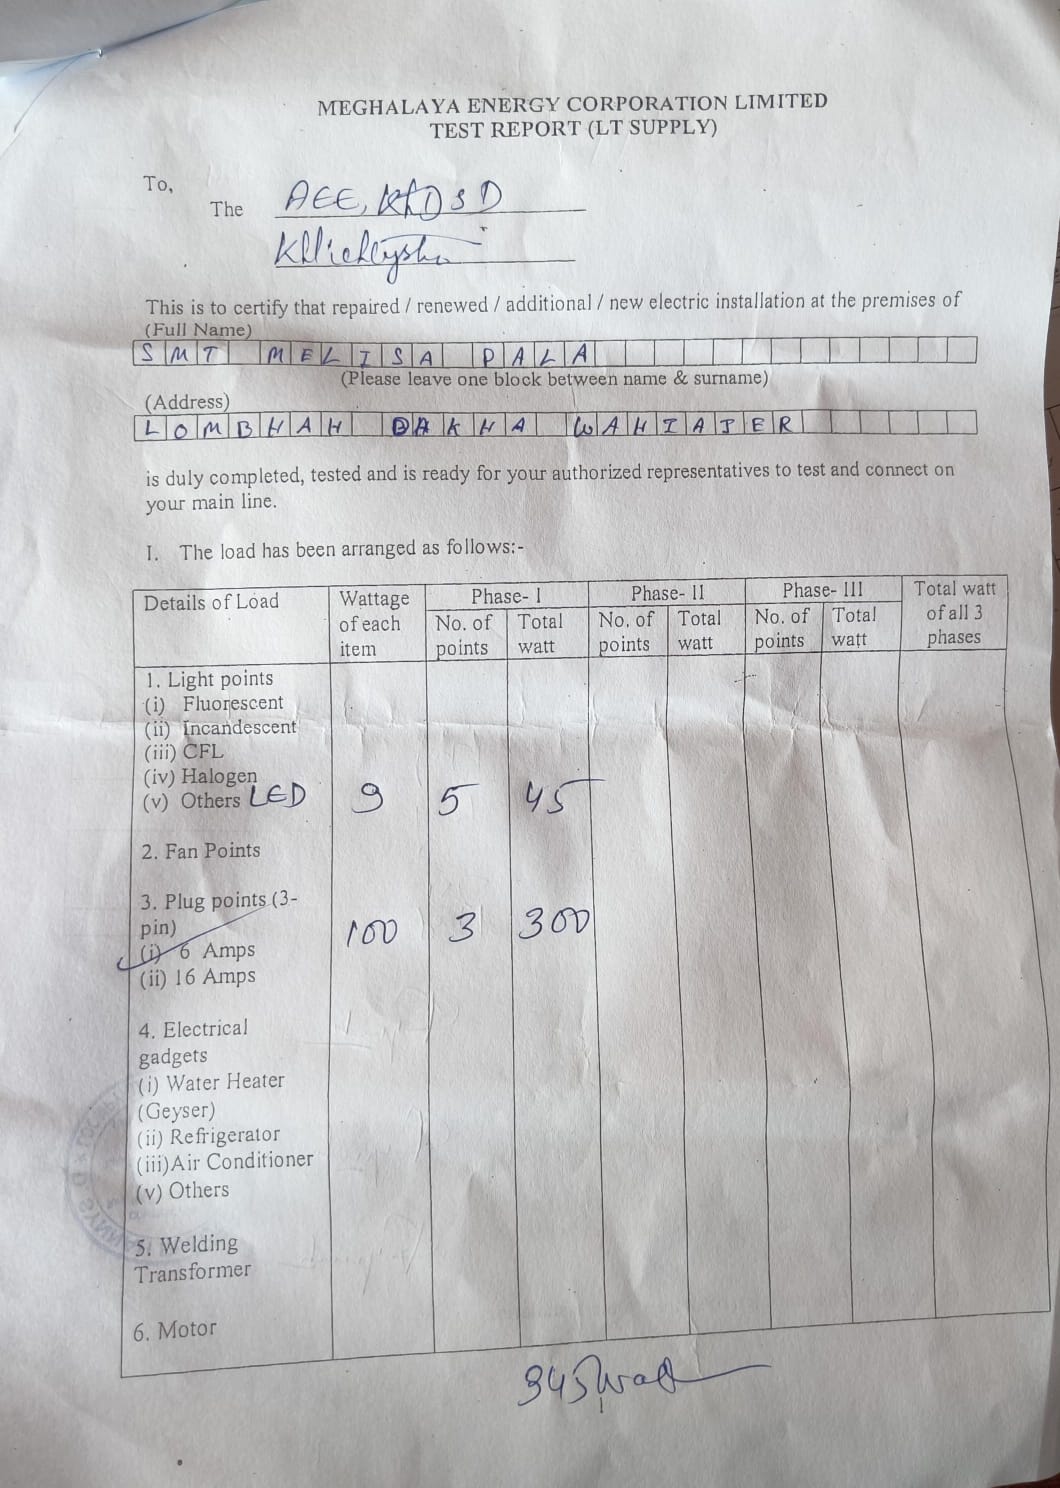 MEGHALAYA ENERGY CORPORATION LIMITED
TEST REPORT (LT SUPPLY)
To,
The AEE,
This is to certify that repaired / renewed / additional / new electric installation at the premises of
(Full Name)
SMT MELISA PALA
(Please leave one block between name & surname)
(Address)
LOMBHAH DAKHA WAHIAJER
is duly completed, tested and is ready for your authorized representatives to test and connect on
your main line.
I. The load has been arranged as follows:-
Details of Load Wattage of each item Phase- I Phase- II Phase- III Total watt of all 3 phases
No. of points Total watt No. of points Total watt No. of points Total watt
1. Light points
(i) Fluorescent
(ii) Incandescent
(iii) CFL
(iv) Halogen
(v) Others LED 9 5 45
2. Fan Points
3. Plug points (3-
pin) 100 3 300
(i) 6 Amps
(ii) 16 Amps
4. Electrical
gadgets
(i) Water Heater
(Geyser)
(ii) Refrigerator
(iii)Air Conditioner
(v) Others
5. Welding
Transformer
6. Motor
345 watt